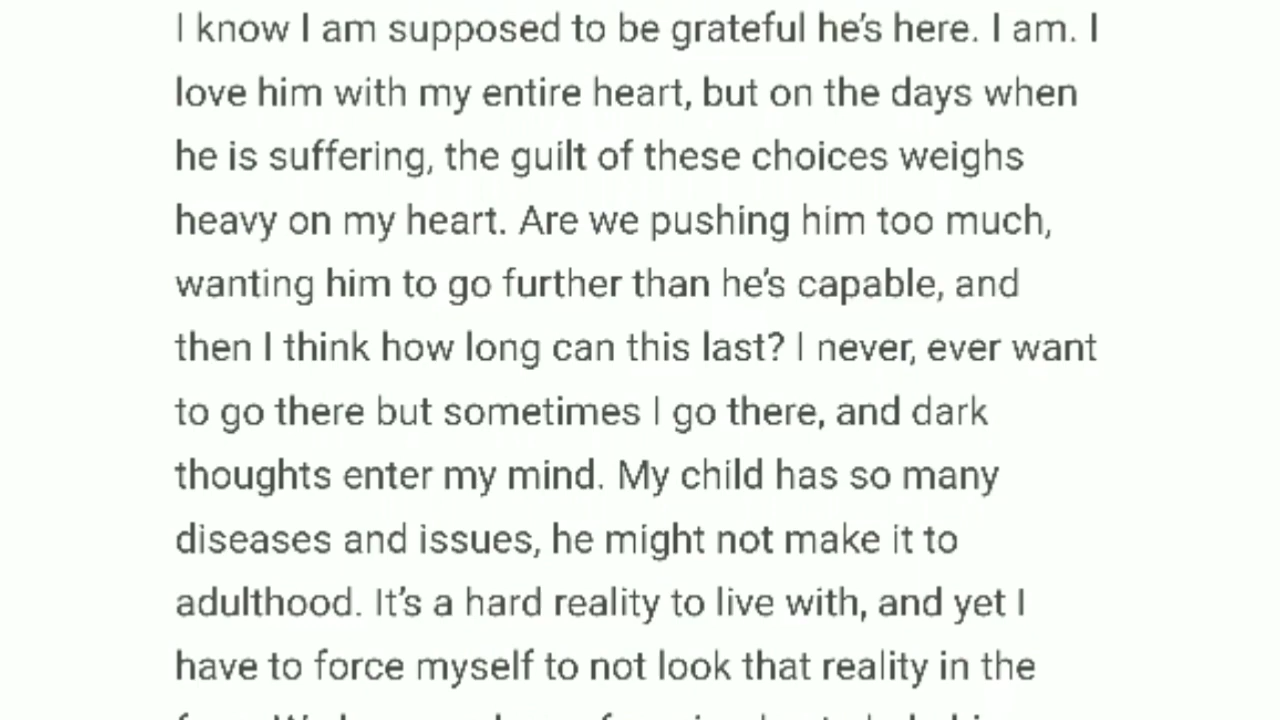 I know I am supposed to be grateful he's here. I am. I
love him with my entire heart, but on the days when
he is suffering, the guilt of these choices weighs
heavy on my heart. Are we pushing him too much,
wanting him to go further than he's capable, and
then I think how long can this last? I never, ever want
to go there but sometimes I go there, and dark
thoughts enter my mind. My child has so many
diseases and issues, he might not make it to
adulthood. It's a hard reality to live with, and yet I
have to force myself to not look that reality in the